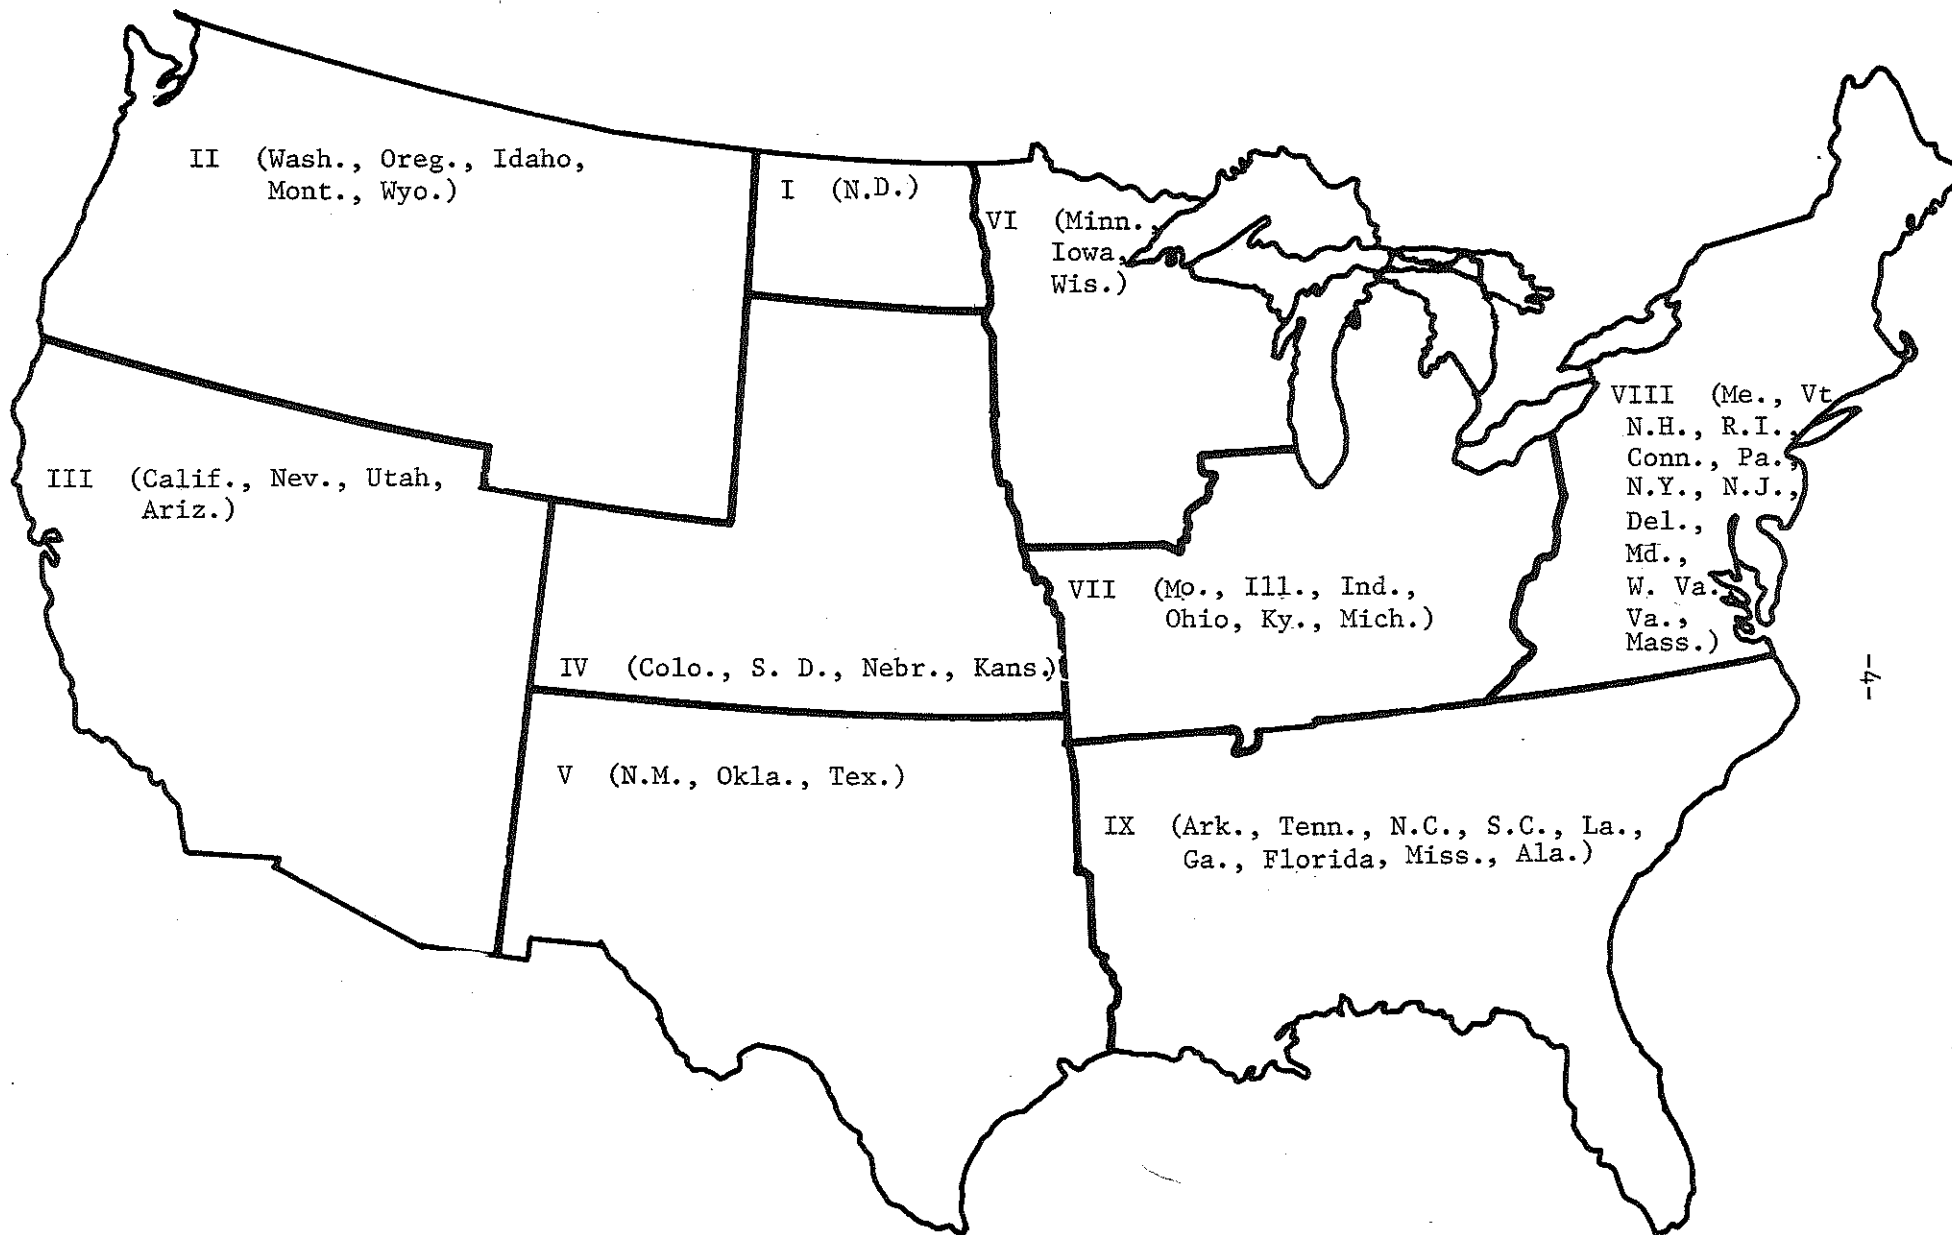 II (Wash., Oreg., Idaho,
Mont., Wyo.)
I (N.D.)
VI (Minn.,
Iowa,
Wis.)
III (Calif., Nev., Utah,
Ariz.)
IV (Colo., S. D., Nebr., Kans.)
V (N.M., Okla., Tex.)
VII (Mo., Ill., Ind.,
Ohio, Ky., Mich.)
VIII (Me., Vt
N.H., R.I.,
Conn., Pa.,
N.Y., N.J.,
Del.,
Md.,
W. Va.,
Va.,
Mass.)
IX (Ark., Tenn., N.C., S.C., La.,
Ga., Florida, Miss., Ala.)
-4-